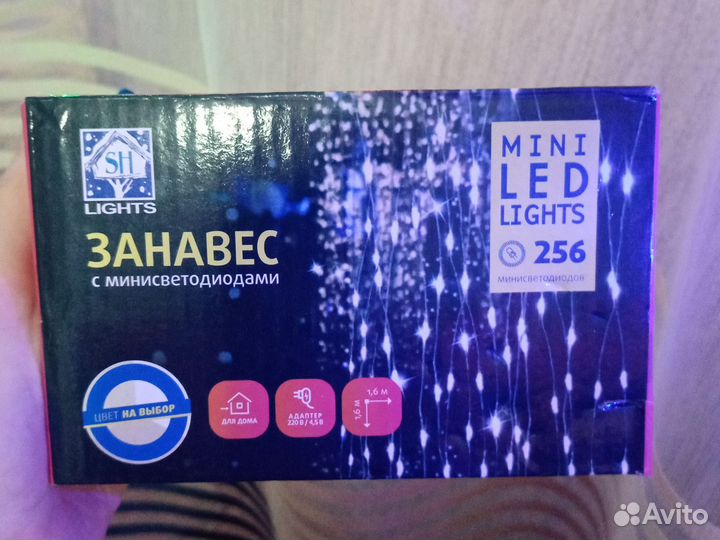 SH
LIGHTS
ЗАНАВЕС
С МИНИСВЕТОДИОДАМИ
MINI
LED
LIGHTS
256
МИНИСВЕТОДИОДОВ
ЦВЕТ НА ВЫБОР
ДЛЯ ДОМА
АДАПТЕР
220 В / 4,5 В
1,6 М
1,6 М
Avito